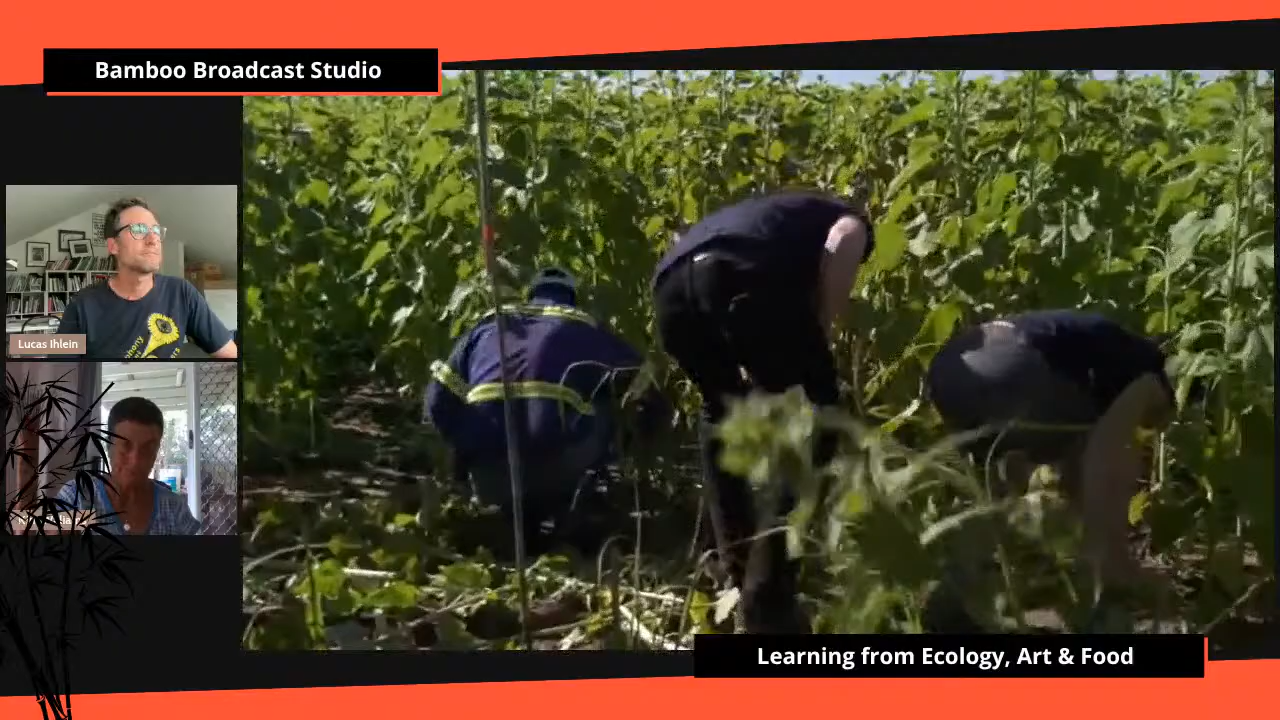 Bamboo Broadcast Studio
Lucas Ihlein
Learning from Ecology, Art & Food